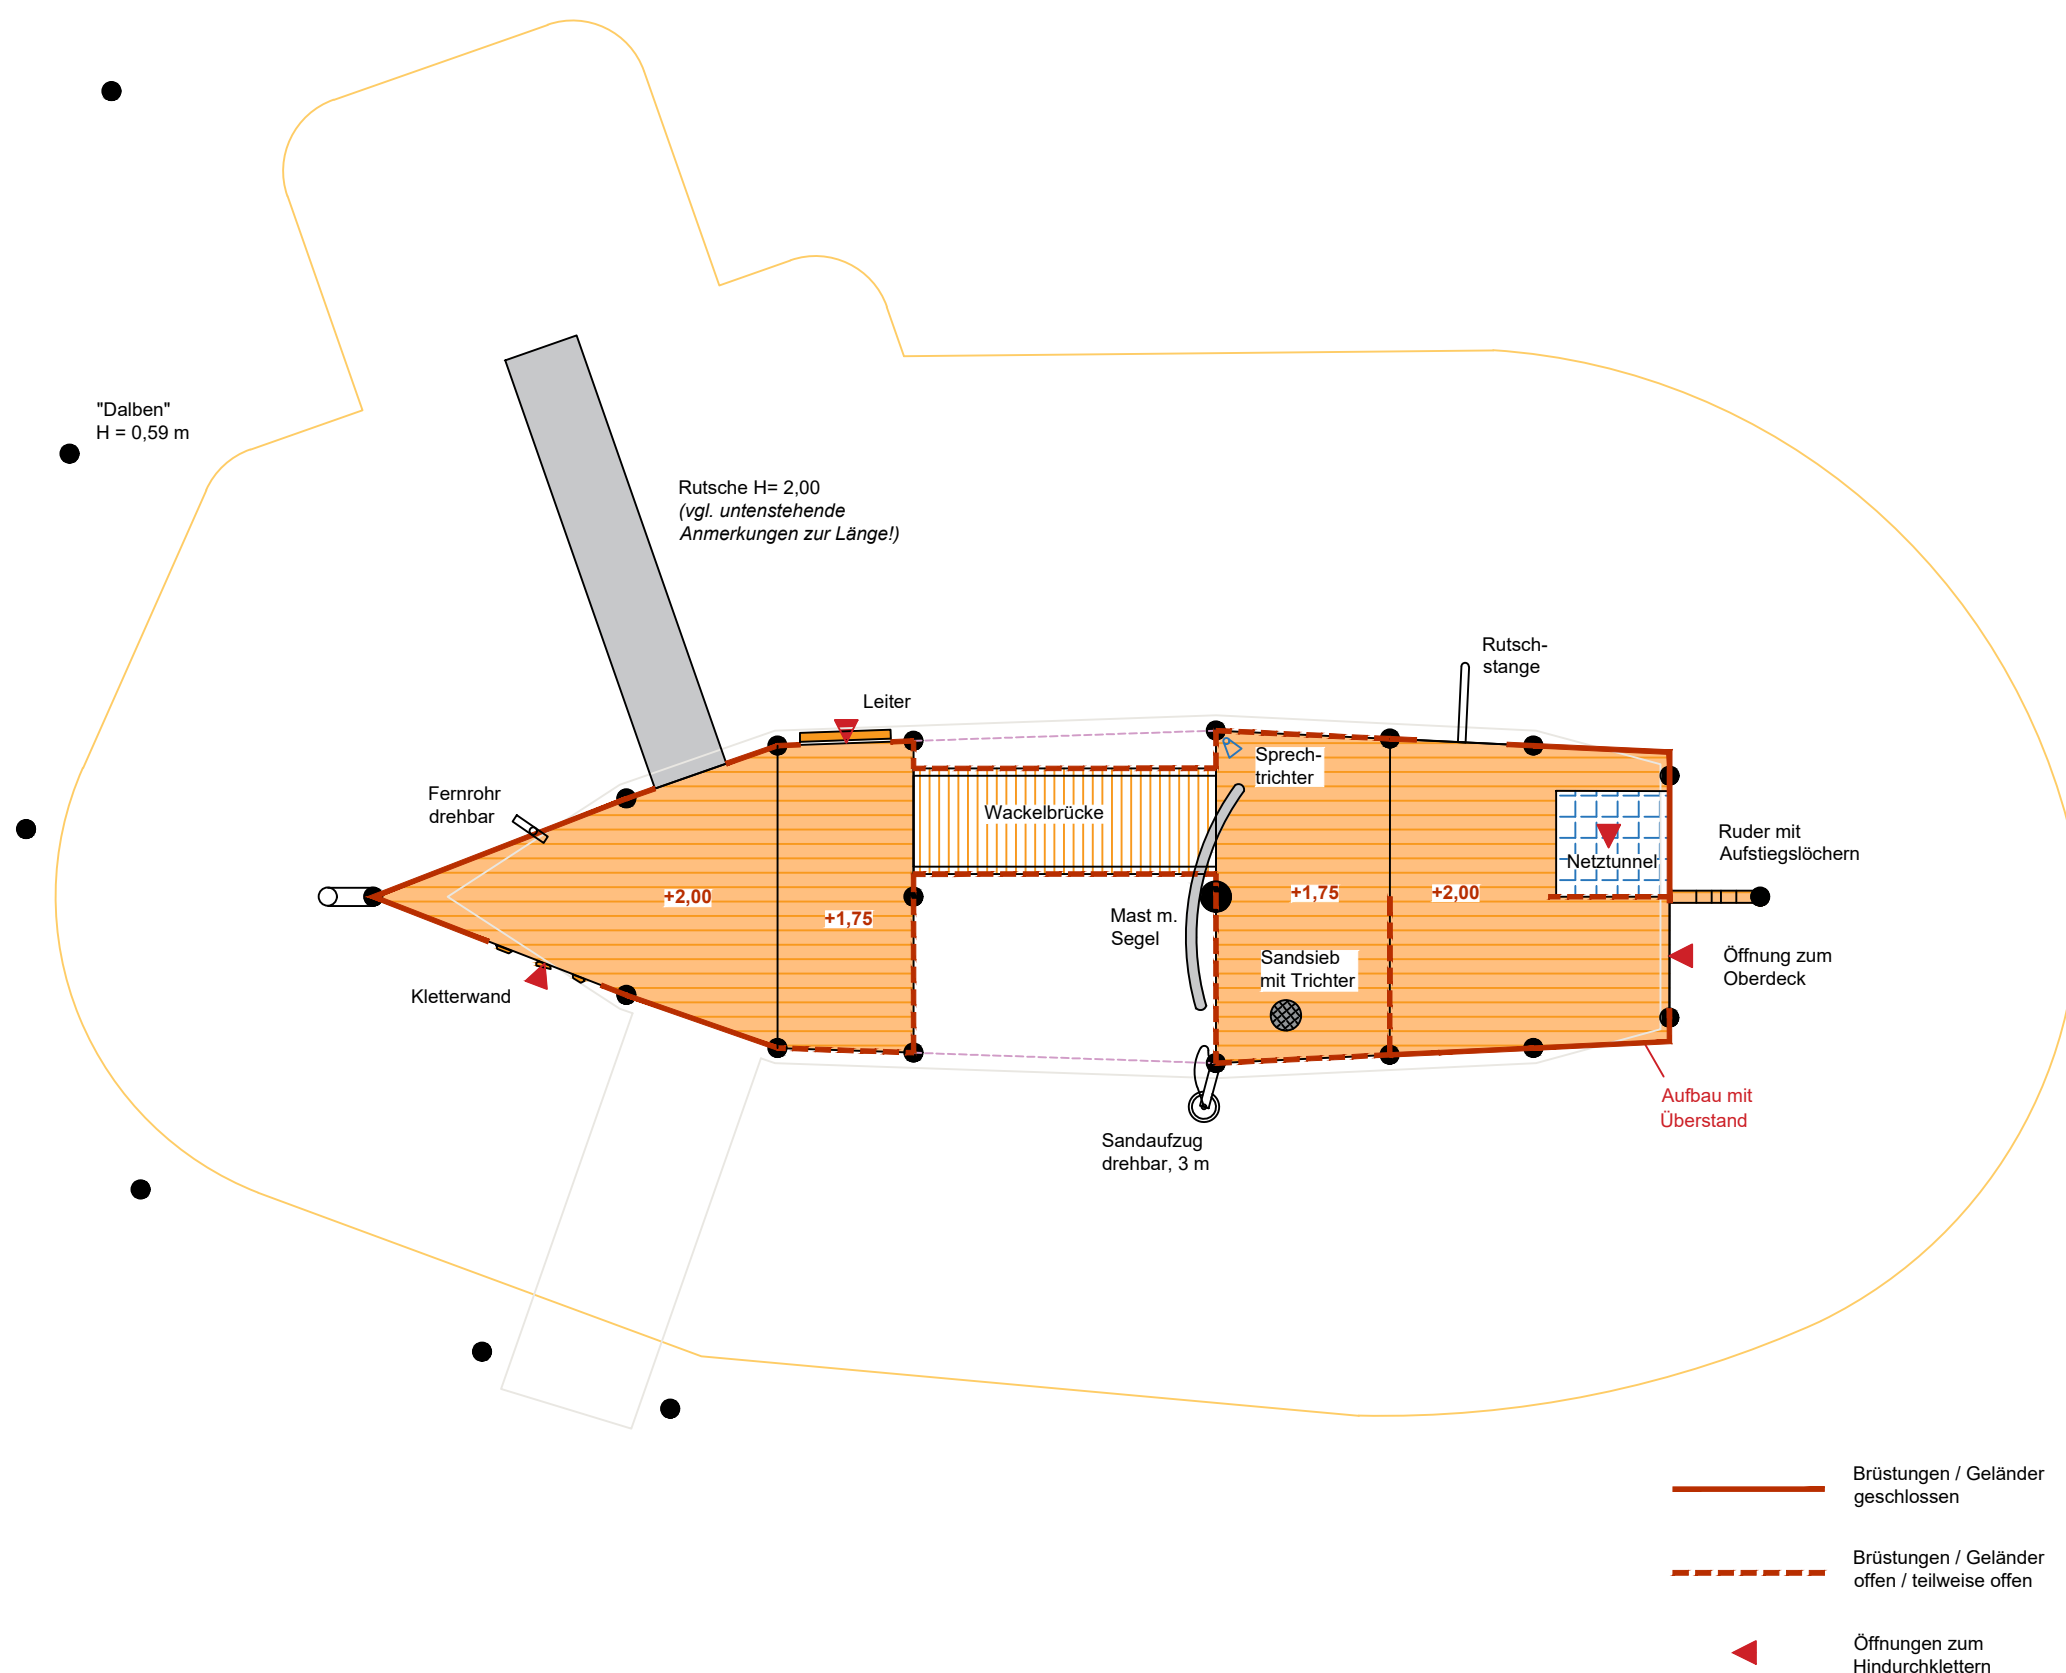 "Dalben"
H = 0,59 m
Rutsche H= 2,00
(vgl. untenstehende
Anmerkungen zur Länge!)
Rutsch-
stange
Leiter
Sprech-
trichter
Fernrohr
drehbar
Wackelbrücke
Ruder mit
Aufstiegslöchern
Netztunnel
+2,00
+1,75
+1,75
+2,00
Mast m.
Segel
Sandsieb
mit Trichter
Öffnung zum
Oberdeck
Kletterwand
Aufbau mit
Überstand
Sandaufzug
drehbar, 3 m
Brüstungen / Geländer
geschlossen
Brüstungen / Geländer
offen / teilweise offen
Öffnungen zum
Hindurchklettern